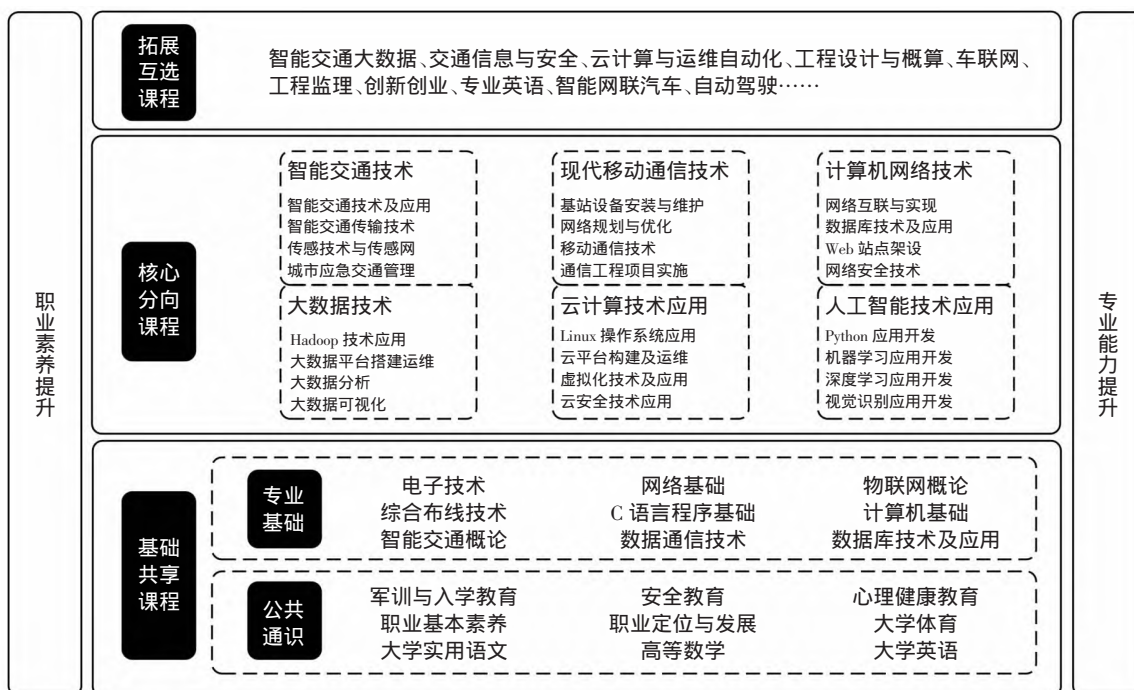 职业素养提升
拓展
互选
课程
智能交通大数据、交通信息与安全、云计算与运维自动化、工程设计与概算、车联网、
工程监理、创新创业、专业英语、智能网联汽车、自动驾驶……
核心
分向
课程
智能交通技术
智能交通技术及应用
智能交通传输技术
传感技术与传感网
城市应急交通管理
现代移动通信技术
基站设备安装与维护
网络规划与优化
移动通信技术
通信工程项目实施
计算机网络技术
网络互联与实现
数据库技术及应用
Web 站点架设
网络安全技术
大数据技术
Hadoop 技术应用
大数据平台搭建运维
大数据分析
大数据可视化
云计算技术应用
Linux 操作系统应用
云平台构建及运维
虚拟化技术及应用
云安全技术应用
人工智能技术应用
Python 应用开发
机器学习应用开发
深度学习应用开发
视觉识别应用开发
基础
共享
课程
专业
基础
电子技术
综合布线技术
智能交通概论
网络基础
C 语言程序基础
数据通信技术
物联网概论
计算机基础
数据库技术及应用
公共
通识
军训与入学教育
职业基本素养
大学实用语文
安全教育
职业定位与发展
高等数学
心理健康教育
大学体育
大学英语
专业能力提升